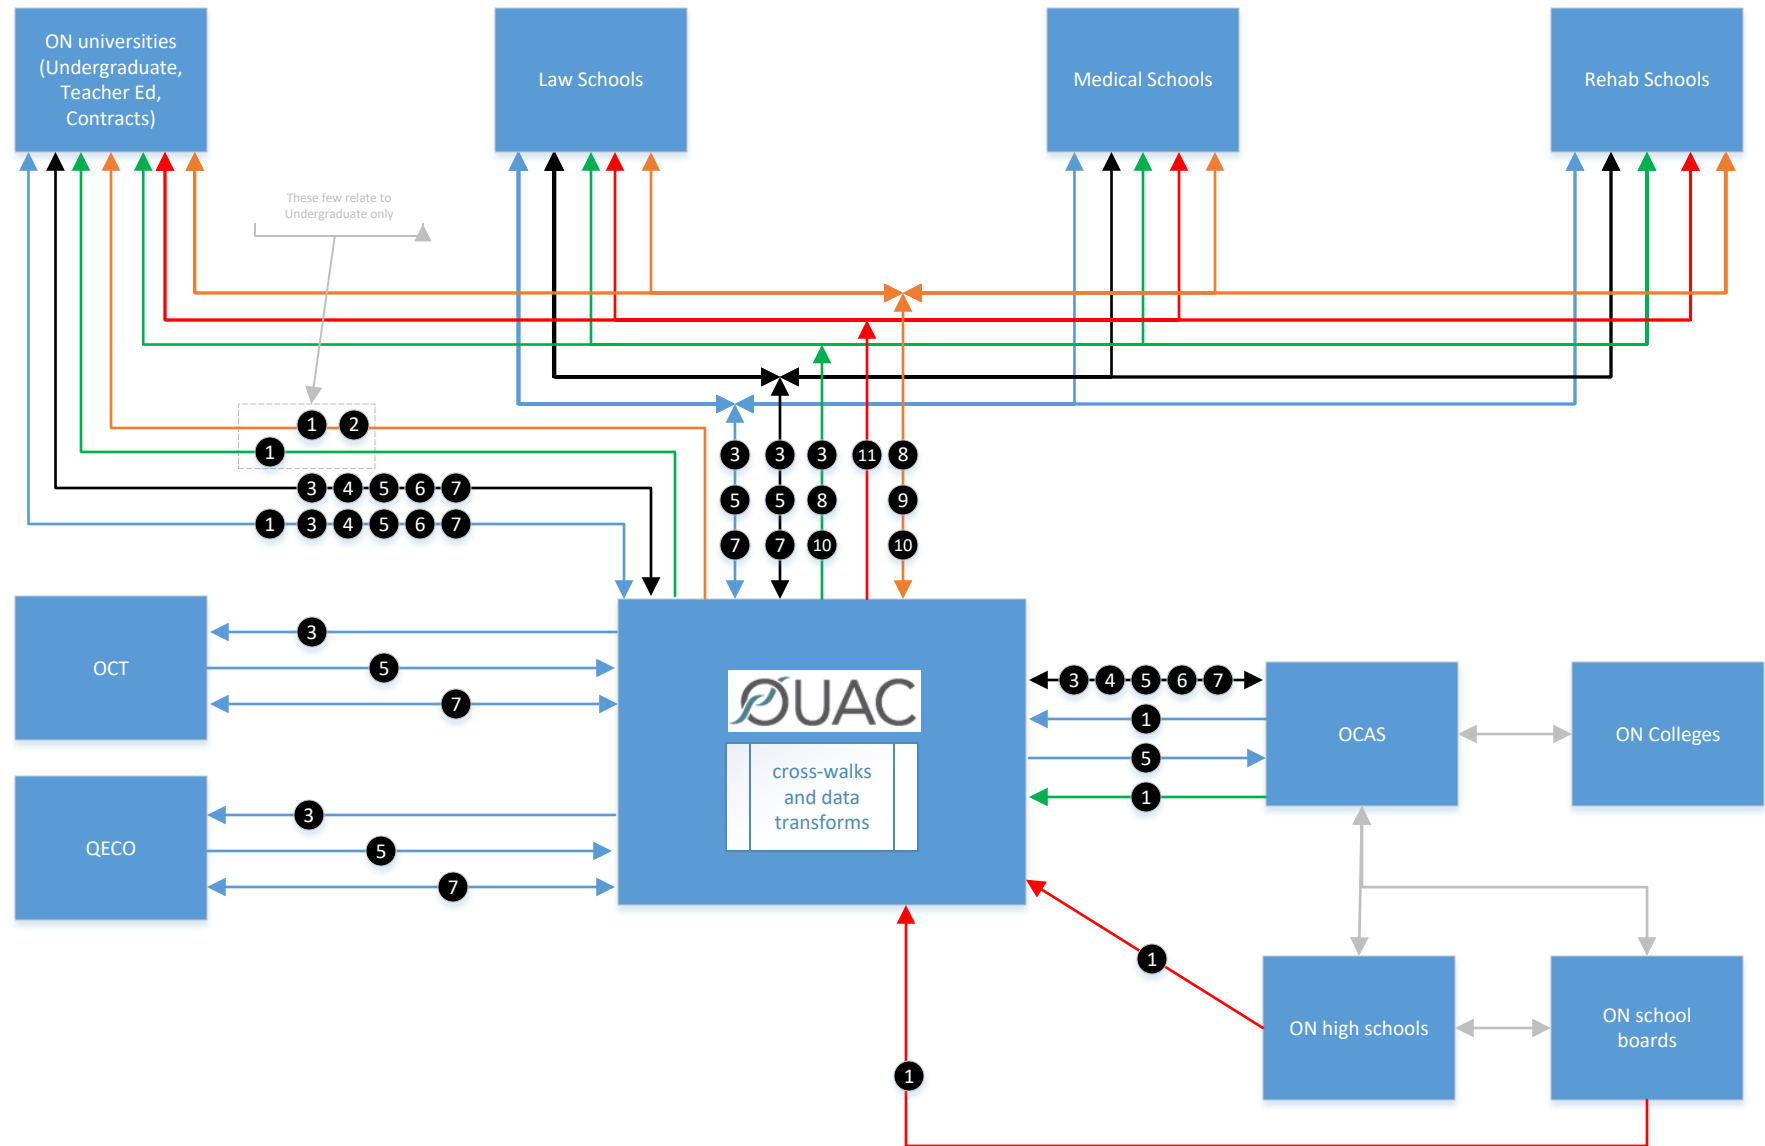 ON universities
(Undergraduate,
Teacher Ed,
Contracts)
Law Schools
Medical Schools
Rehab Schools
These few relate to
Undergraduate only
1 2
1
3 4 5 6 7
1 3 4 5 6 7
3 3 3 11 8
5 5 8 9
7 7 10 10
OCT
3
5
7
QECO
3
5
7
OUAC
cross-walks
and data
transforms
3 4 5 6 7
1
5
1
OCAS
ON Colleges
1
ON high schools
ON school
boards
1